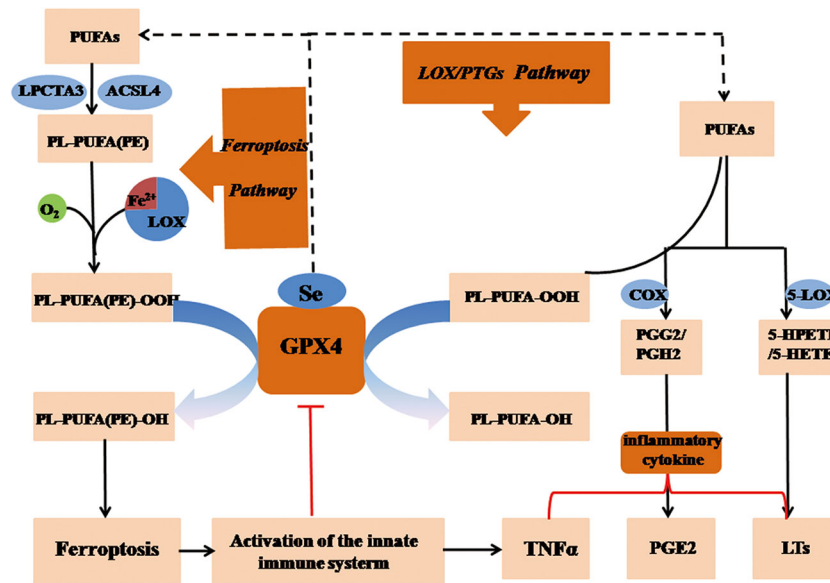 PUFAs
LPCTA3
ACSL4
PL-PUFA(PE)
O2
Fe2+
LOX
PL-PUFA(PE)-OOH
PL-PUFA(PE)-OH
Ferroptosis
Ferroptosis
Pathway
LOX/PTGs Pathway
Se
GPX4
Activation of the innate
immune systerm
PUFAs
PL-PUFA-OOH
PL-PUFA-OH
COX
5-LOX
PGG2/
PGH2
5-HPETE
/5-HETE
inflammatory
cytokine
TNFα
PGE2
LTs